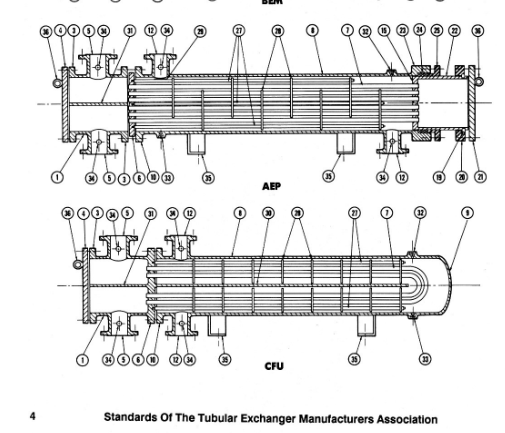 BEM
36 4 3 5 34 31 12 34 29 27 28 8 7 32 15 23 24 25 22 36
1 34 5 3 6 10 33 35 35 34 12 19 20 21
AEP
36 4 3 34 5 31 34 12 8 30 28 27 7 32 9
1 34 5 6 10 12 34 35 35 33
CFU
4 Standards Of The Tubular Exchanger Manufacturers Association